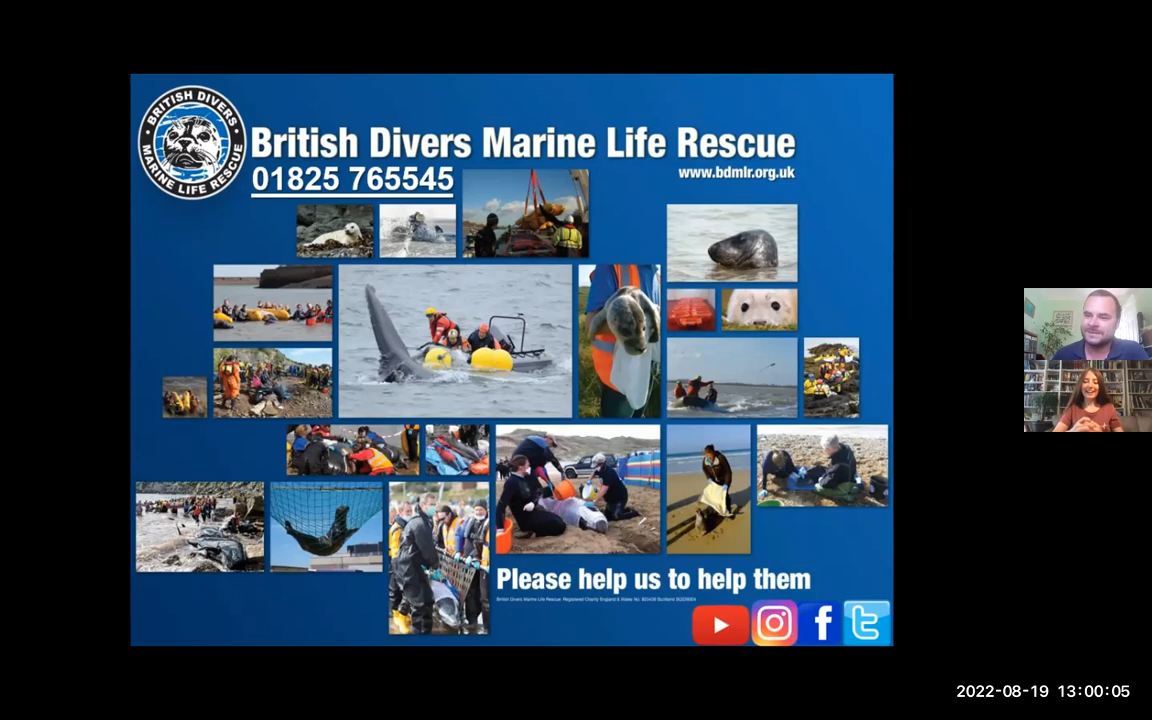 BRITISH DIVERS
MARINE LIFE RESCUE
British Divers Marine Life Rescue
01825 765545
www.bdmlr.org.uk
Please help us to help them
2022-08-19 13:00:05